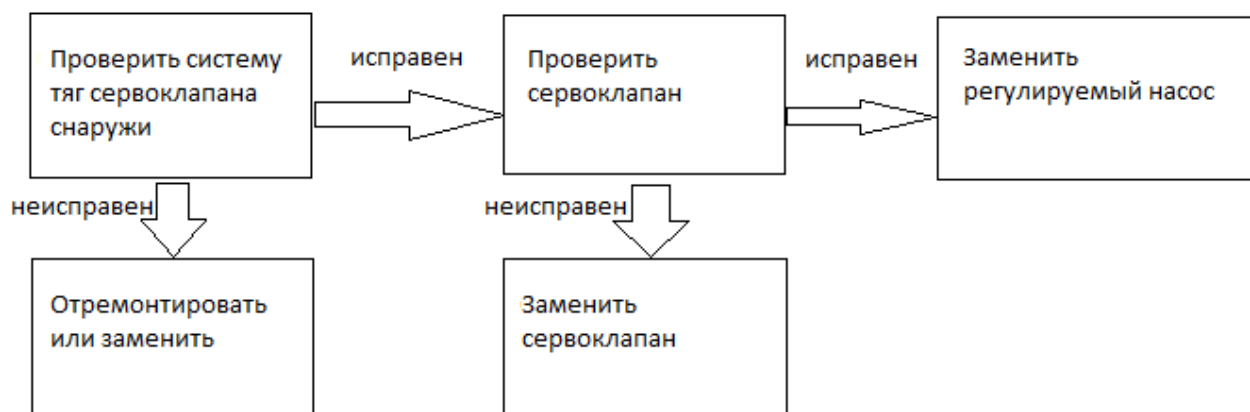 Проверить систему
тяг сервоклапана
снаружи
исправен
Проверить
сервоклапан
исправен
Заменить
регулируемый насос
неисправен
неисправен
Отремонтировать
или заменить
Заменить
сервоклапан